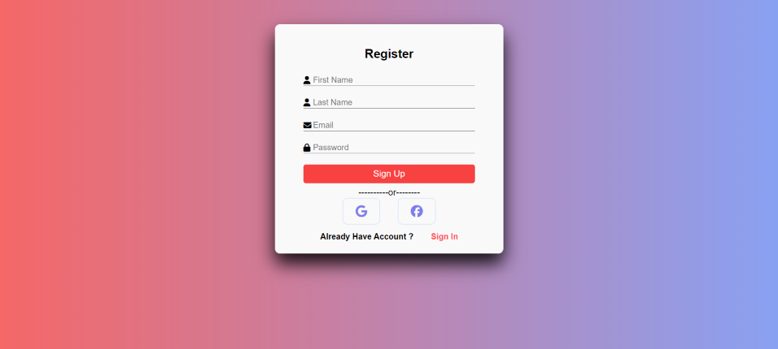 Register
First Name
Last Name
Email
Password
Sign Up
----------or--------
Already Have Account ? Sign In